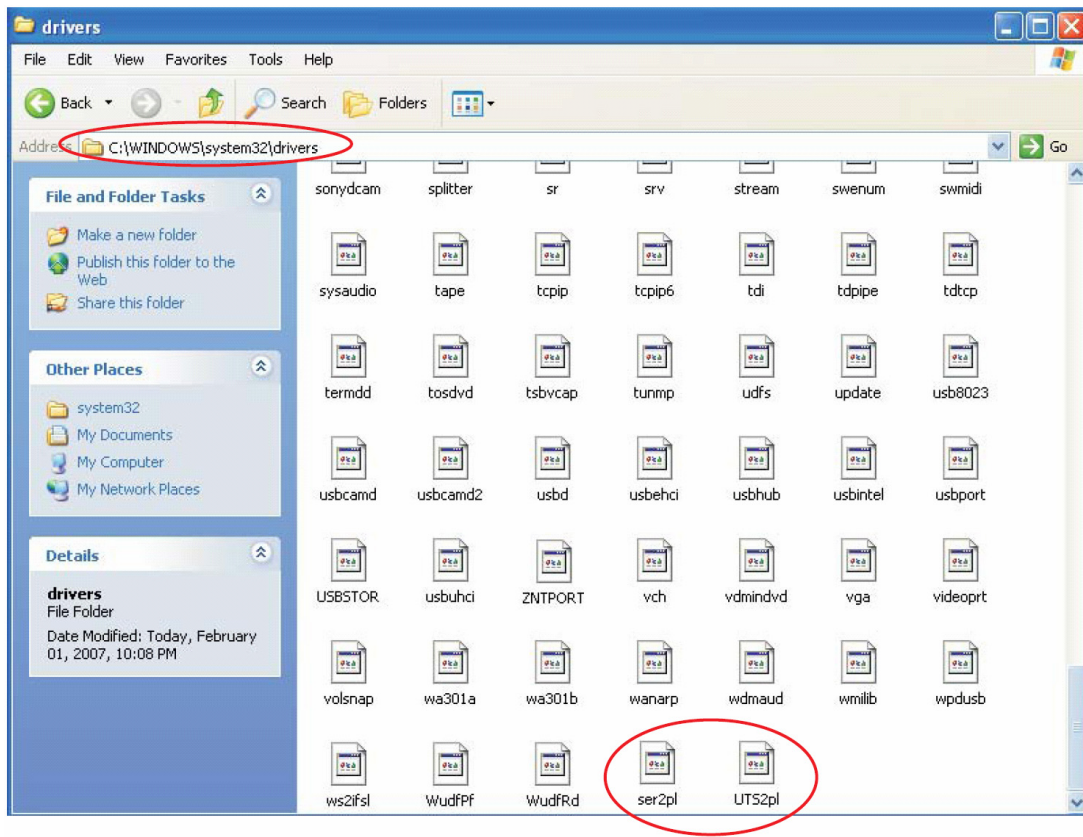 drivers
File Edit View Favorites Tools Help
Back Search Folders
Address C:\WINDOWS\system32\drivers Go
File and Folder Tasks
Make a new folder
Publish this folder to the
Web
Share this folder
Other Places
system32
My Documents
My Computer
My Network Places
Details
drivers
File Folder
Date Modified: Today, February
01, 2007, 10:08 PM
sonydcam splitter sr srv stream swenum swmidi
sysaudio tape tcpip tcpip6 tdi tdpipe tdtcp
termdd tosdvd tsbvcap tunmp udfs update usb8023
usbcamd usbcamd2 usbd usbehci usbhub usbintel usbport
USBSTOR usbuhci ZNTPORT vch vdmindvd vga videoprt
volsnap wa301a wa301b wanarp wdmaud wmilib wpdusb
ws2ifsl WudfPf WudfRd ser2pl UTS2pl